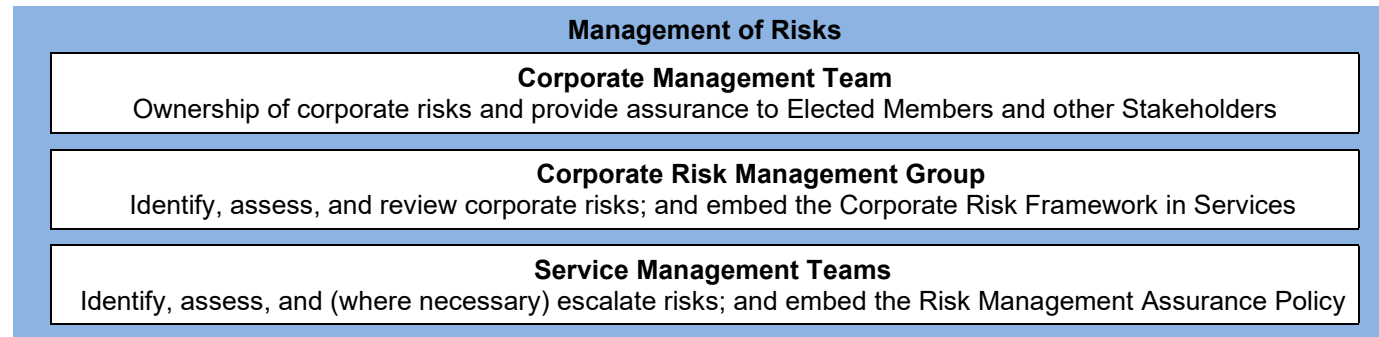 Management of Risks
Corporate Management Team
Ownership of corporate risks and provide assurance to Elected Members and other Stakeholders
Corporate Risk Management Group
Identify, assess, and review corporate risks; and embed the Corporate Risk Framework in Services
Service Management Teams
Identify, assess, and (where necessary) escalate risks; and embed the Risk Management Assurance Policy